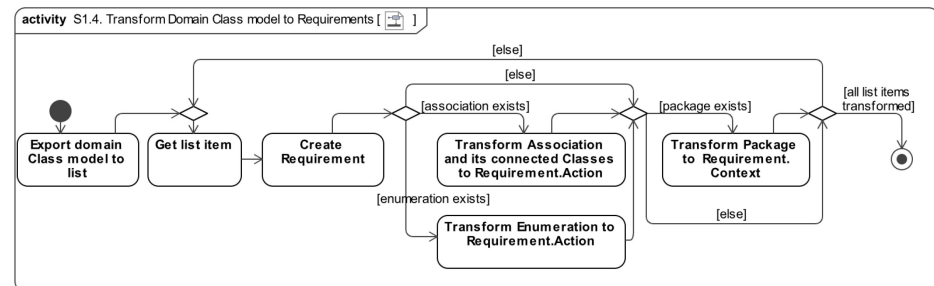 activity S1.4. Transform Domain Class model to Requirements [ ]
[else]
[else]
[all list items
transformed]
[association exists]
[package exists]
Export domain
Class model to
list
Get list item
Create
Requirement
Transform Association
and its connected Classes
to Requirement.Action
Transform Package
to Requirement.
Context
[enumeration exists]
[else]
Transform Enumeration to
Requirement.Action